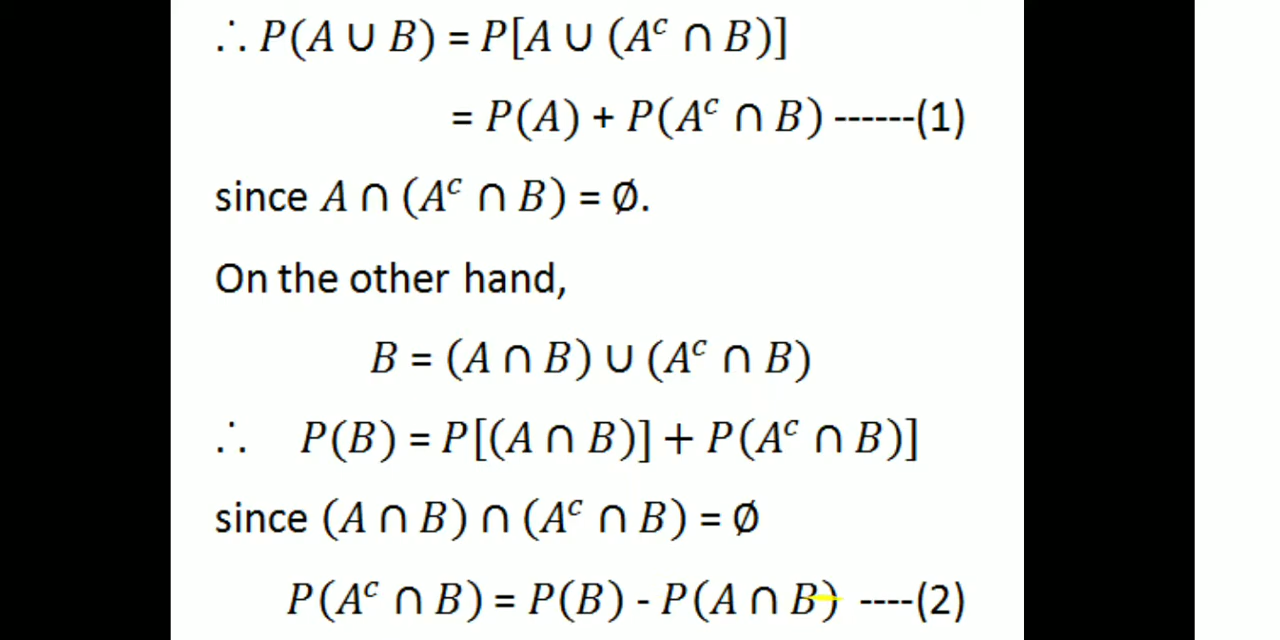 ∴ P(A ∪ B) = P[A ∪ (Aᶜ ∩ B)]
= P(A) + P(Aᶜ ∩ B) ------(1)
since A ∩ (Aᶜ ∩ B) = ∅.
On the other hand,
B = (A ∩ B) ∪ (Aᶜ ∩ B)
∴ P(B) = P[(A ∩ B)] + P(Aᶜ ∩ B)]
since (A ∩ B) ∩ (Aᶜ ∩ B) = ∅
P(Aᶜ ∩ B) = P(B) - P(A ∩ B) ----(2)